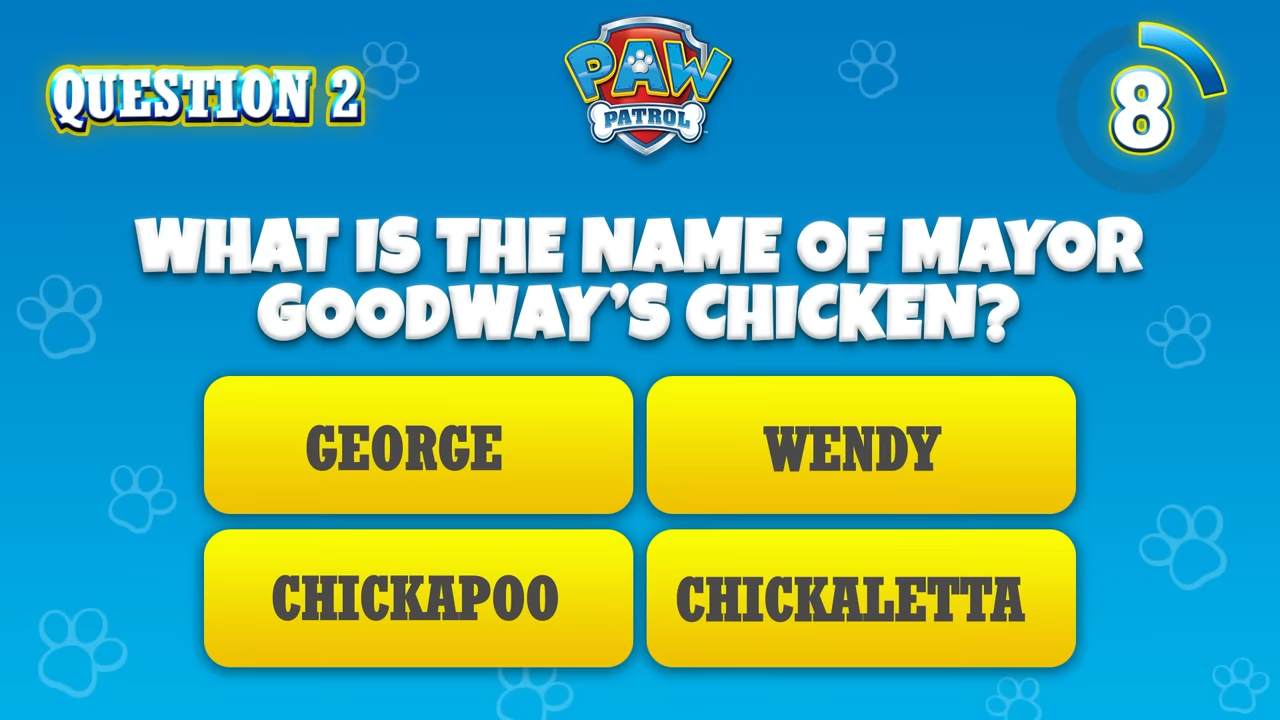 QUESTION 2
PAW
PATROL
8
WHAT IS THE NAME OF MAYOR
GOODWAY'S CHICKEN?
GEORGE
WENDY
CHICKAPOO
CHICKALETTA